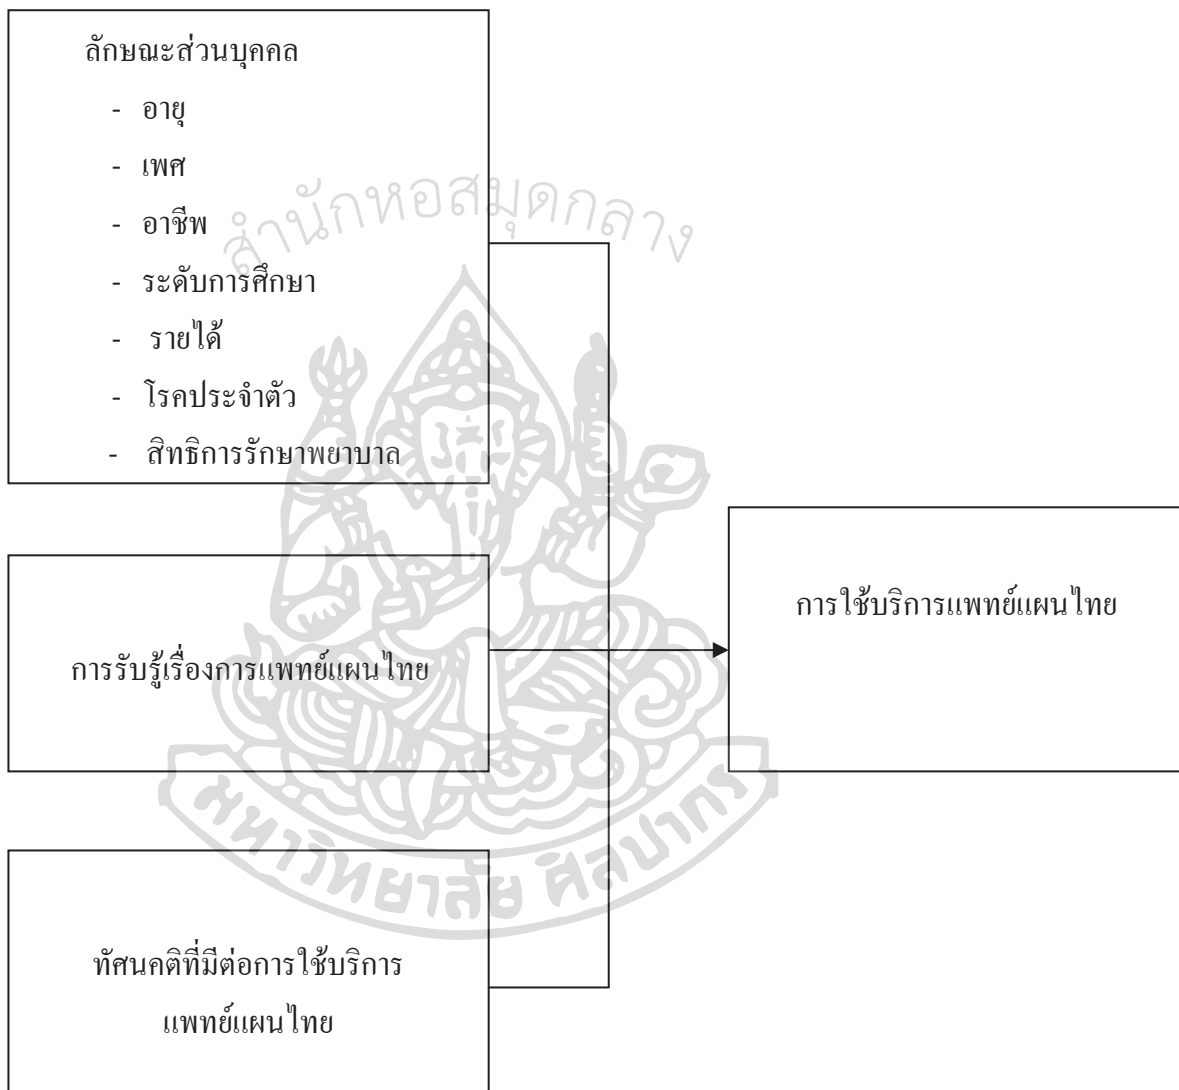 ลักษณะส่วนบุคคล
- อายุ
- เพศ
- อาชีพ
- ระดับการศึกษา
- รายได้
- โรคประจำตัว
- สิทธิการรักษาพยาบาล
สำนักหอสมุดกลาง
การรับรู้เรื่องการแพทย์แผนไทย
การใช้บริการแพทย์แผนไทย
มหาวิทยาลัย ศิลปากร
ทัศนคติที่มีต่อการใช้บริการ
แพทย์แผนไทย